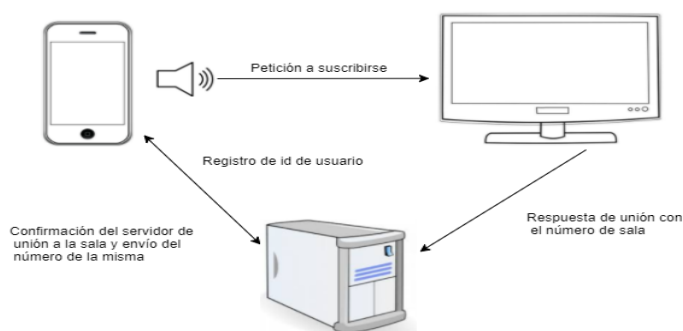 Petición a suscribirse
Registro de id de usuario
Confirmación del servidor de
unión a la sala y envío del
número de la misma
Respuesta de unión con
el número de sala